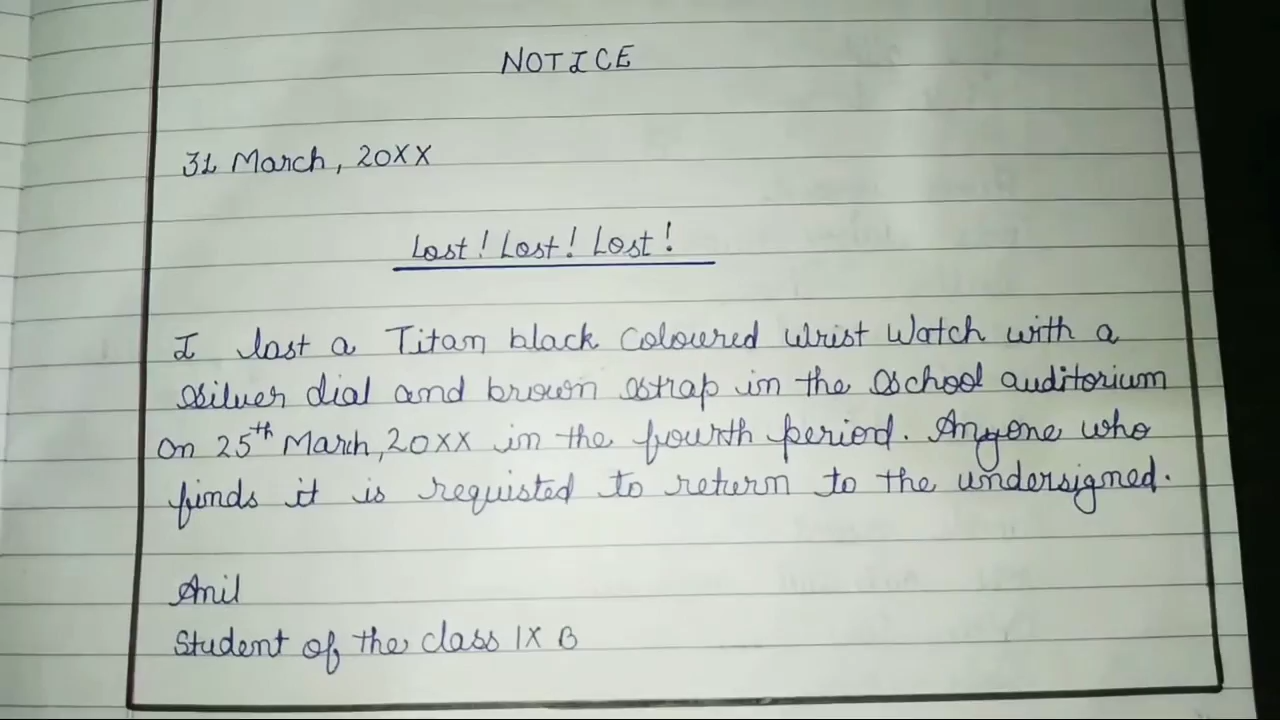 NOTICE
31 March, 20XX
Lost! Lost! Lost!
I lost a Titan black coloured wrist watch with a
silver dial and brown strap in the school auditorium
on 25th March, 20XX in the fourth period. Anyone who
finds it is requisted to return to the undersigned.
Anil
Student of the class IX B